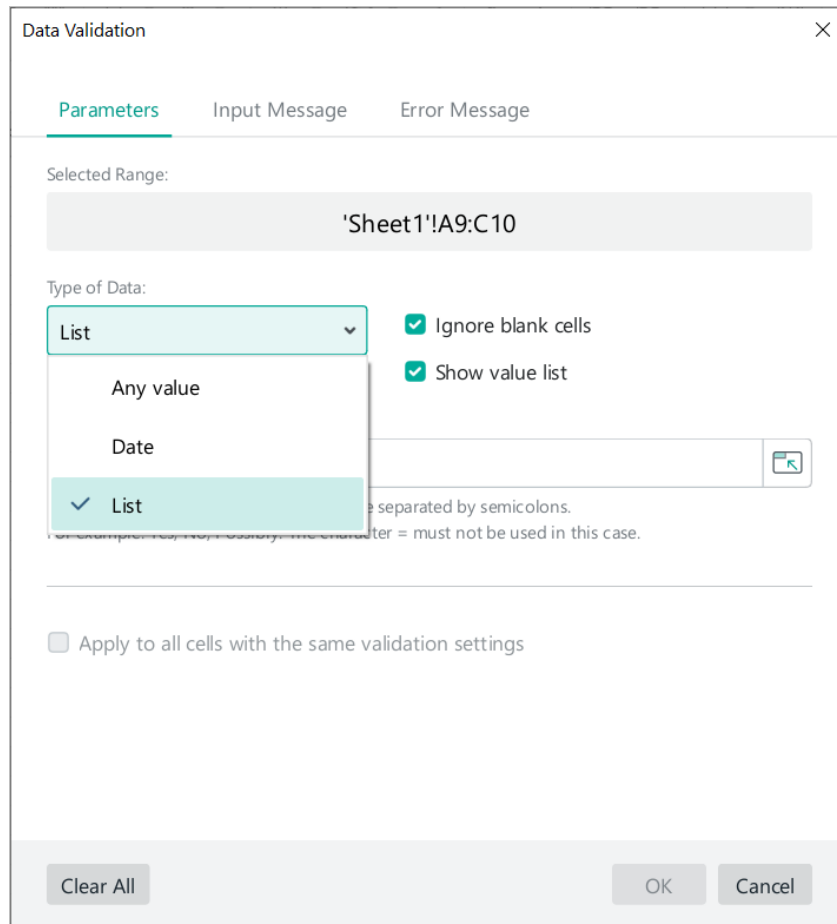 Data Validation
Parameters Input Message Error Message
Selected Range:
'Sheet1'!A9:C10
Type of Data:
List
Ignore blank cells
Any value
Show value list
Date
List
separated by semicolons.
= must not be used in this case.
Apply to all cells with the same validation settings
Clear All OK Cancel